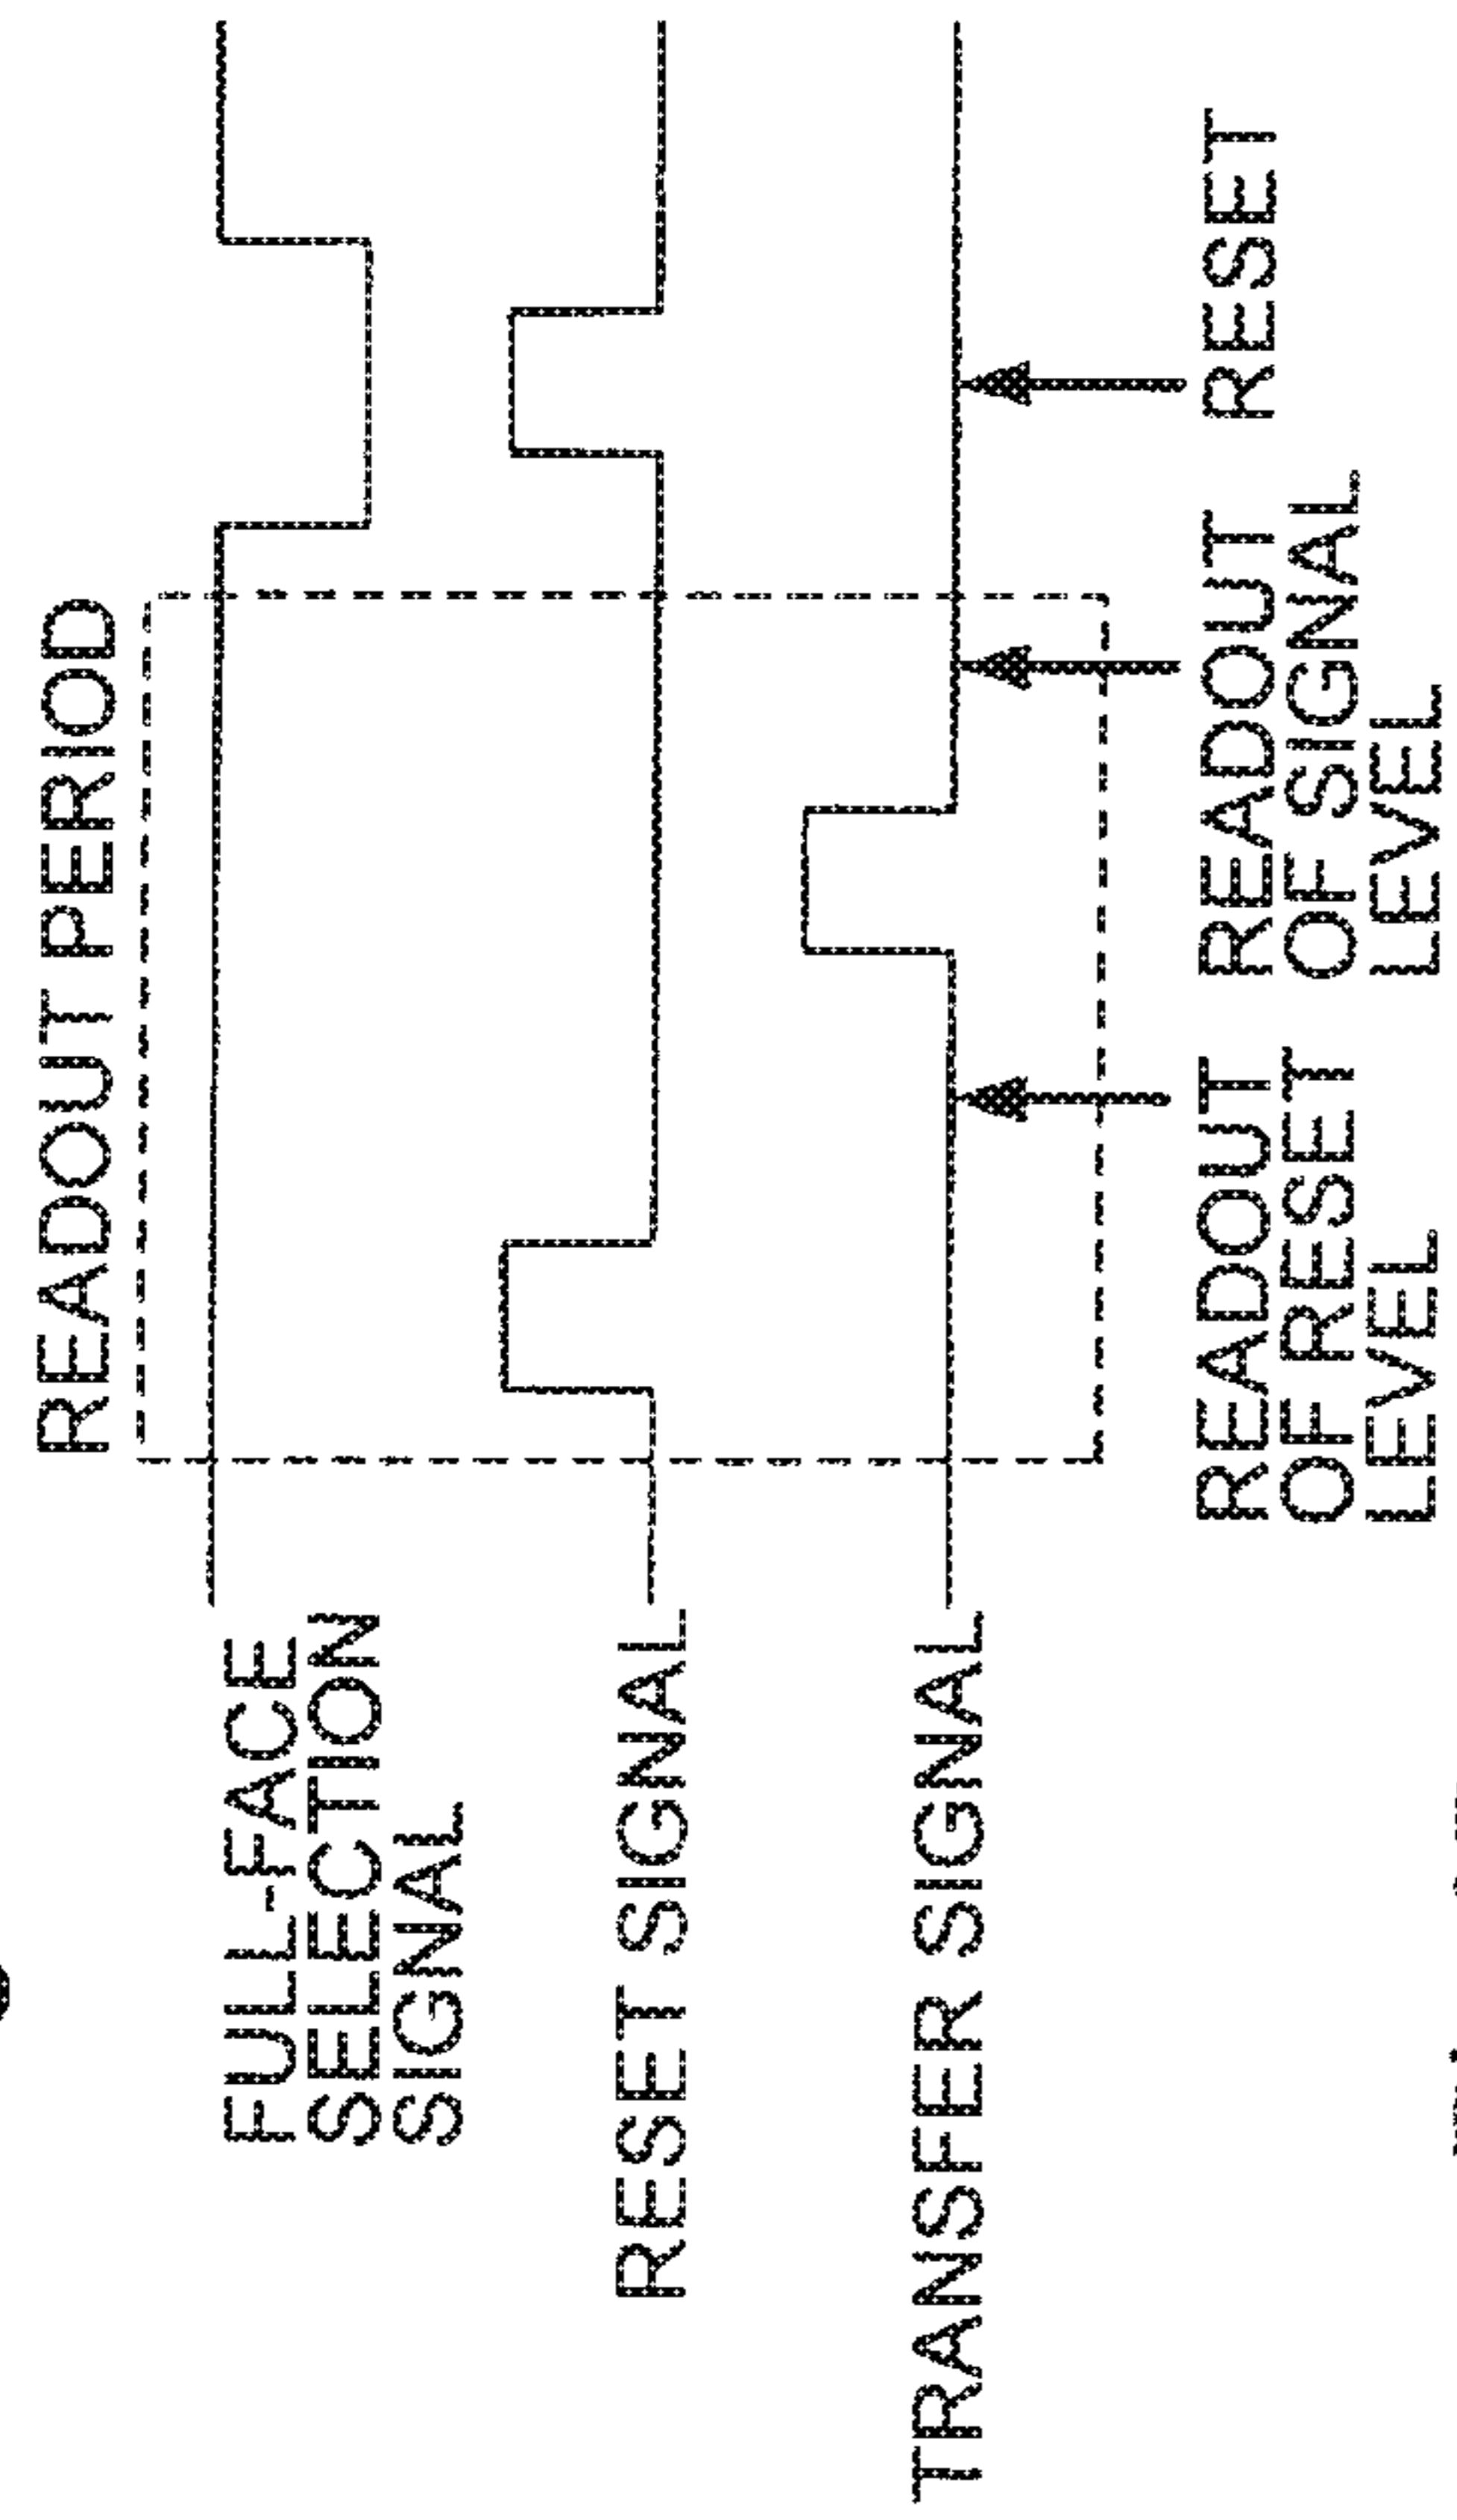 READOUT PERIOD
FULL-FACE
SELECTION
SIGNAL
RESET SIGNAL
TRANSFER SIGNAL
READOUT
OF RESET
LEVEL
READOUT
OF SIGNAL
LEVEL
RESET